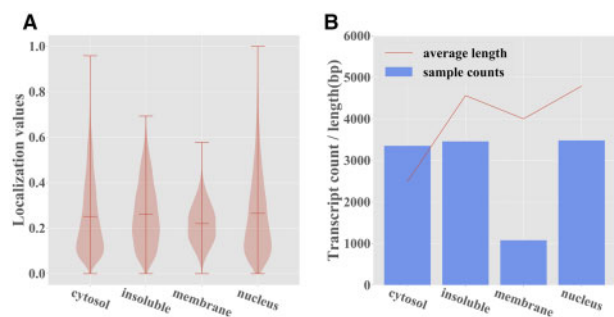 A
Localization values
1.0
0.8
0.6
0.4
0.2
0.0
cytosol
insoluble
membrane
nucleus
B
Transcript count / length(bp)
6000
5000
4000
3000
2000
1000
0
average length
sample counts
cytosol
insoluble
membrane
nucleus